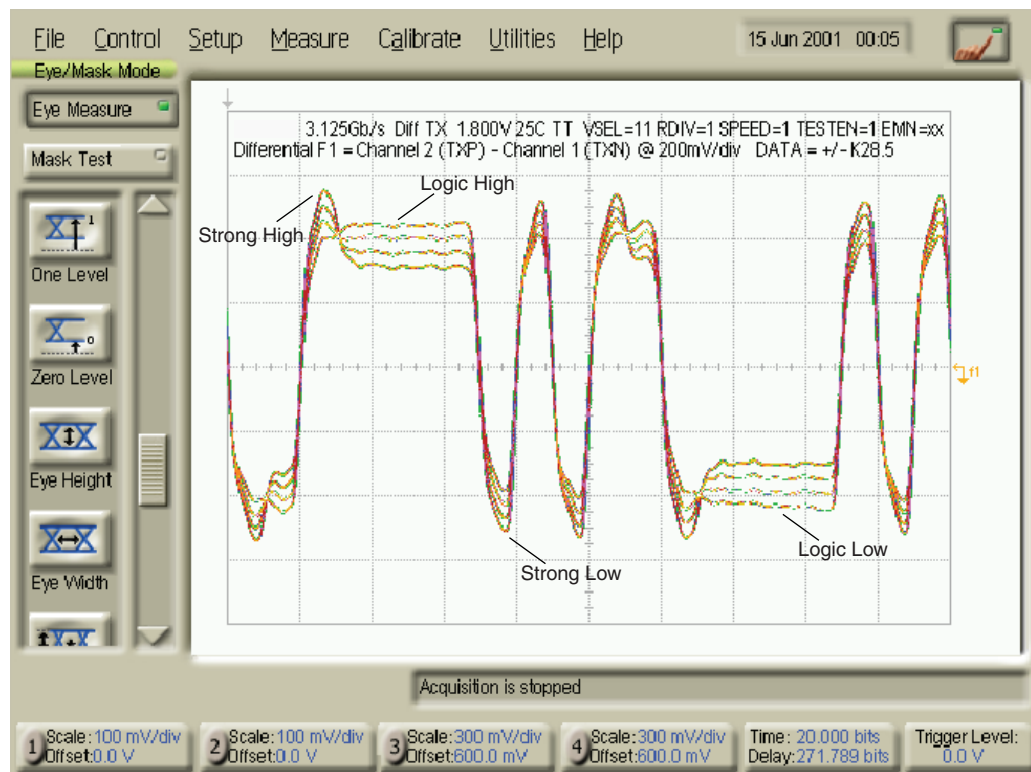 File Control Setup Measure Calibrate Utilities Help 15 Jun 2001 00:05
Eye/Mask Mode
Eye Measure
Mask Test
One Level
Zero Level
Eye Height
Eye Width
3.125Gb/s Diff TX 1.800V 25C TT VSEL=11 RDIV=1 SPEED=1 TESTEN=1 EMN=xx
Differential F1 = Channel 2 (TXP) - Channel 1 (TXN) @ 200mV/div DATA = +/- K28.5
Logic High
Strong High
f1
Logic Low
Strong Low
Acquisition is stopped
1 Scale:100 mV/div
Offset:0.0 V
2 Scale:100 mV/div
Offset:0.0 V
3 Scale:300 mV/div
Offset:600.0 mV
4 Scale:300 mV/div
Offset:600.0 mV
Time: 20.000 bits
Delay:271.789 bits
Trigger Level:
0.0 V